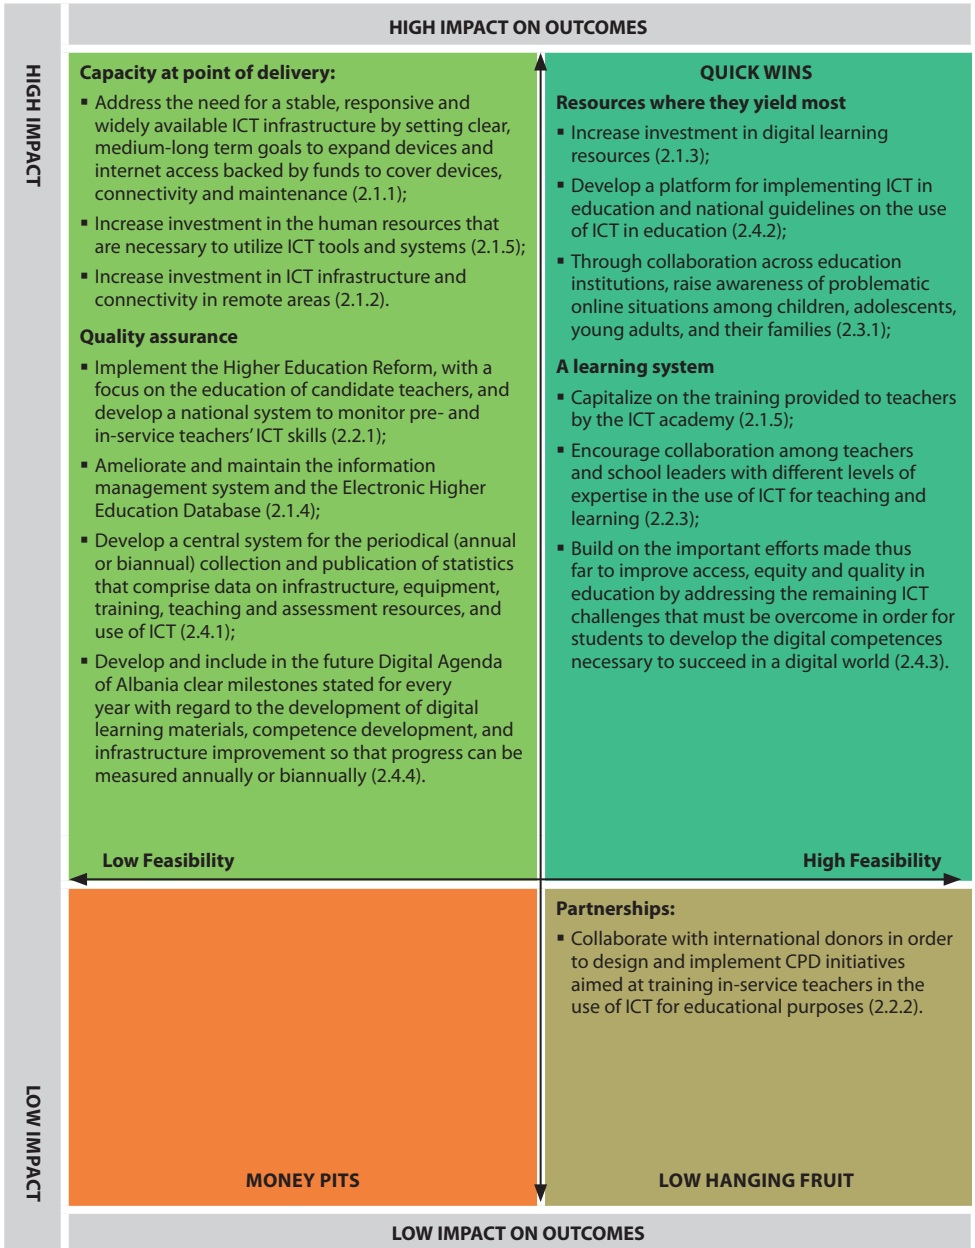 HIGH IMPACT ON OUTCOMES
HIGH IMPACT
Capacity at point of delivery:
▪ Address the need for a stable, responsive and
widely available ICT infrastructure by setting clear,
medium-long term goals to expand devices and
internet access backed by funds to cover devices,
connectivity and maintenance (2.1.1);
▪ Increase investment in the human resources that
are necessary to utilize ICT tools and systems (2.1.5);
▪ Increase investment in ICT infrastructure and
connectivity in remote areas (2.1.2).
Quality assurance
▪ Implement the Higher Education Reform, with a
focus on the education of candidate teachers, and
develop a national system to monitor pre- and
in-service teachers’ ICT skills (2.2.1);
▪ Ameliorate and maintain the information
management system and the Electronic Higher
Education Database (2.1.4);
▪ Develop a central system for the periodical (annual
or biannual) collection and publication of statistics
that comprise data on infrastructure, equipment,
training, teaching and assessment resources, and
use of ICT (2.4.1);
▪ Develop and include in the future Digital Agenda
of Albania clear milestones stated for every
year with regard to the development of digital
learning materials, competence development, and
infrastructure improvement so that progress can be
measured annually or biannually (2.4.4).
Low Feasibility
QUICK WINS
Resources where they yield most
▪ Increase investment in digital learning
resources (2.1.3);
▪ Develop a platform for implementing ICT in
education and national guidelines on the use
of ICT in education (2.4.2);
▪ Through collaboration across education
institutions, raise awareness of problematic
online situations among children, adolescents,
young adults, and their families (2.3.1);
A learning system
▪ Capitalize on the training provided to teachers
by the ICT academy (2.1.5);
▪ Encourage collaboration among teachers
and school leaders with different levels of
expertise in the use of ICT for teaching and
learning (2.2.3);
▪ Build on the important efforts made thus
far to improve access, equity and quality in
education by addressing the remaining ICT
challenges that must be overcome in order for
students to develop the digital competences
necessary to succeed in a digital world (2.4.3).
High Feasibility
LOW IMPACT
MONEY PITS
Partnerships:
▪ Collaborate with international donors in order
to design and implement CPD initiatives
aimed at training in-service teachers in the
use of ICT for educational purposes (2.2.2).
LOW HANGING FRUIT
LOW IMPACT ON OUTCOMES